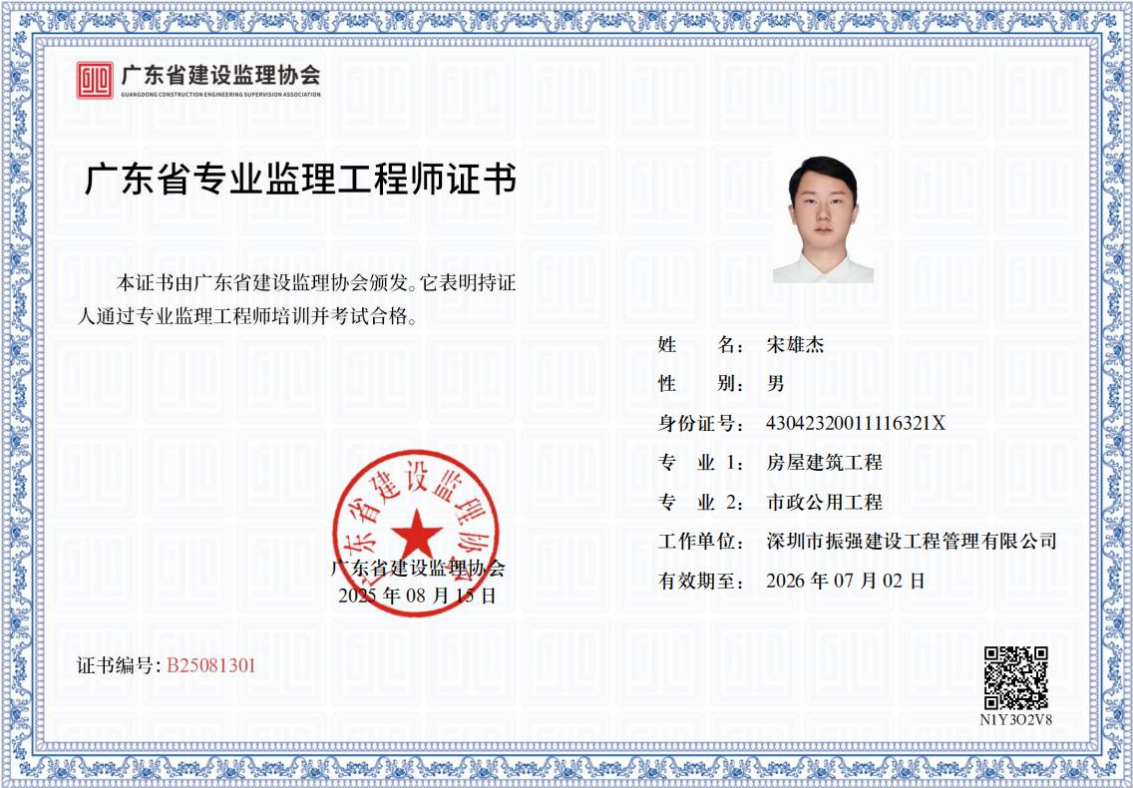 广东省建设监理协会
GUANGDONG CONSTRUCTION ENGINEERING SUPERVISION ASSOCIATION
广东省专业监理工程师证书
本证书由广东省建设监理协会颁发。它表明持证
人通过专业监理工程师培训并考试合格。
姓 名： 宋雄杰
性 别： 男
身份证号： 43042320011116321X
专 业 1： 房屋建筑工程
专 业 2： 市政公用工程
工作单位： 深圳市振强建设工程管理有限公司
有效期至： 2026 年 07 月 02 日
广东省建设监理协会
广东省建设监理协会
2025 年 08 月 15 日
证书编号：B25081301
N1Y3O2V8